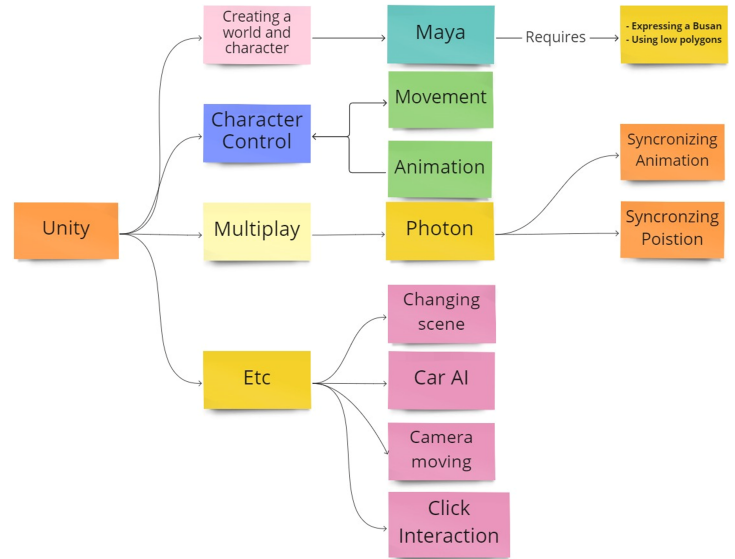 Creating a
world and
character
Maya
Requires
- Expressing a Busan
- Using low polygons
Character
Control
Movement
Animation
Syncronizing
Animation
Unity
Multiplay
Photon
Syncronzing
Poistion
Etc
Changing
scene
Car AI
Camera
moving
Click
Interaction